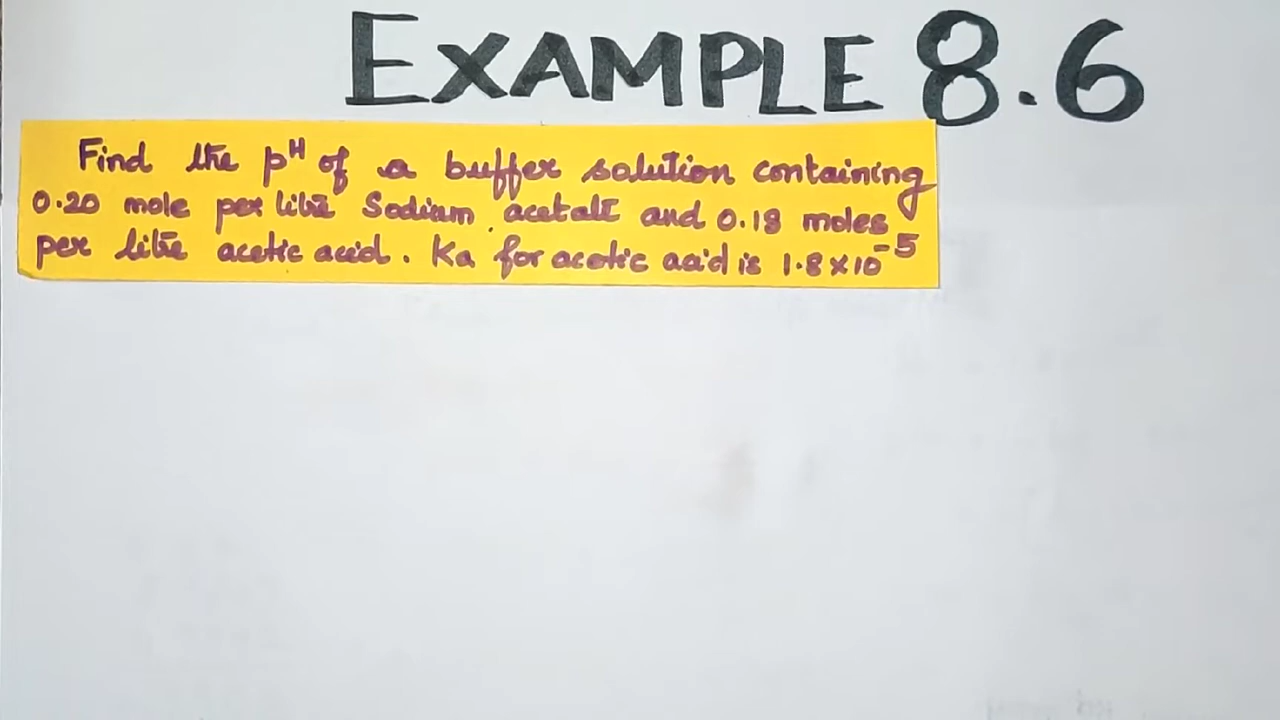 EXAMPLE 8.6
Find the pH of a buffer solution containing
0.20 mole per litre Sodium acetate and 0.18 moles
per litre acetic acid. Ka for acetic acid is 1.8×10⁻⁵